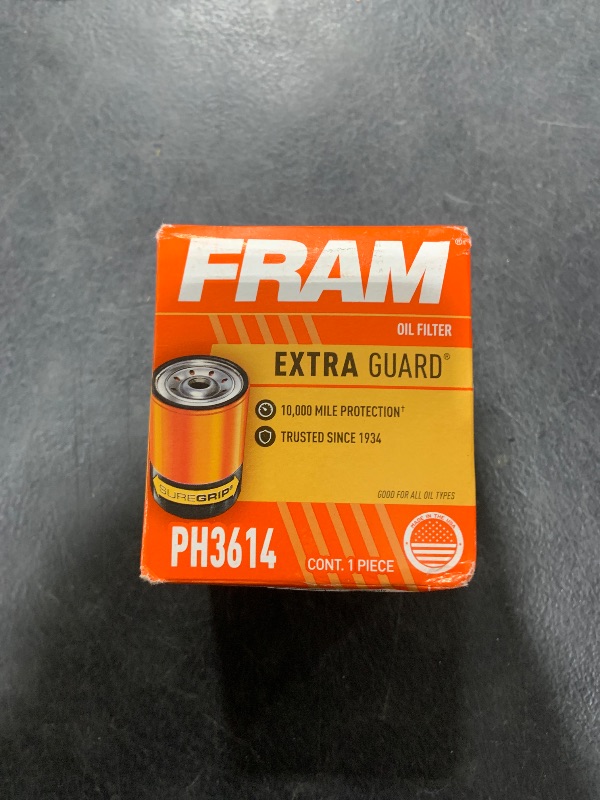 FRAM®
OIL FILTER
EXTRA GUARD®
10,000 MILE PROTECTION†
TRUSTED SINCE 1934
SUREGRIP®
GOOD FOR ALL OIL TYPES
MADE IN THE USA
PH3614
CONT. 1 PIECE